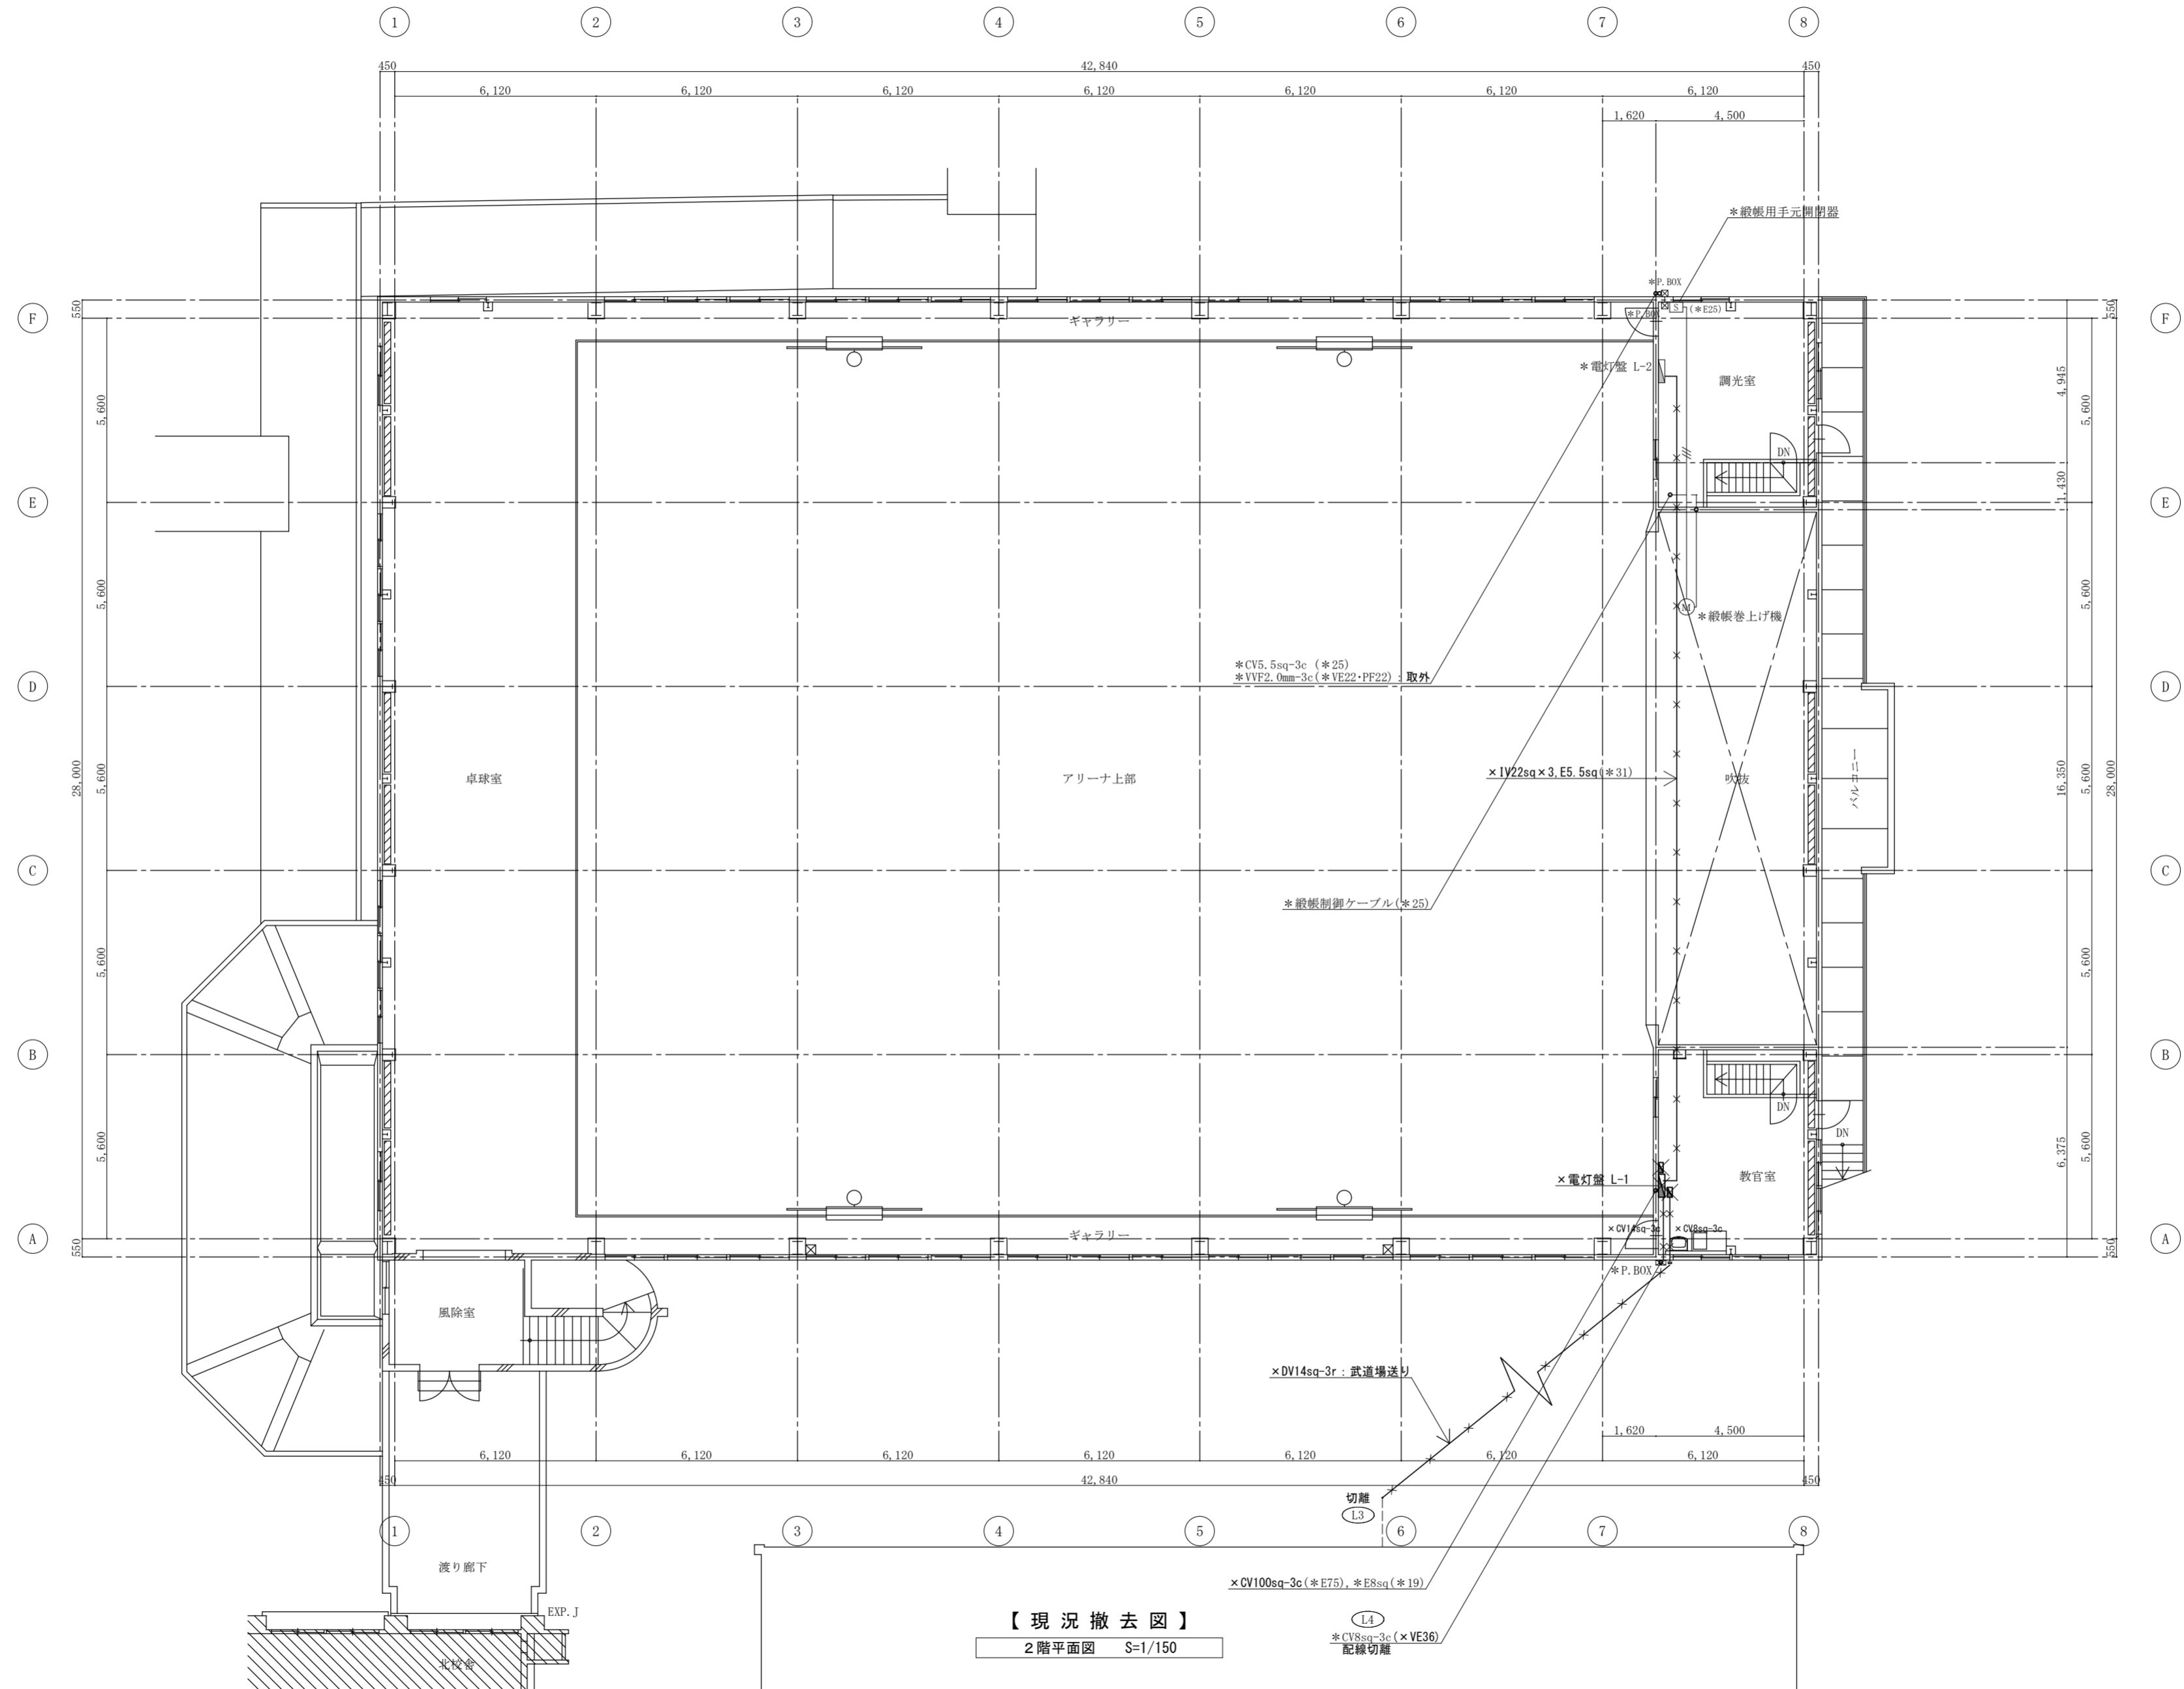 1 2 3 4 5 6 7 8
450 42,840 450
6,120 6,120 6,120 6,120 6,120 6,120 6,120
1,620 4,500
*緞帳用手元開閉器
*P.BOX
550 550
F F
ギャラリー
*P.BOX S (*E25)
*電灯盤 L-2
調光室
5,600 4,945 5,600
DN
1,430
E E
5,600 5,600
M
*緞帳巻上げ機
*CV5.5sq-3c (*25)
*VVF2.0mm-3c(*VE22・PF22):取外
D D
28,000 5,600 16,350 5,600 28,000
卓球室 アリーナ上部
×IV22sq×3,E5.5sq(*31)
吹抜
バルコニー
C C
*緞帳制御ケーブル(*25)
5,600 5,600
B B
DN
DN
5,600 6,375 5,600
×電灯盤 L-1
教官室
×CV14sq-3c ×CV8sq-3c
ギャラリー
A A
550 550
*P.BOX
風除室
×DV14sq-3r:武道場送り
1,620 4,500
6,120 6,120 6,120 6,120 6,120 6,120 6,120
450 42,840 450
切離
L3
1 2 3 4 5 6 7 8
渡り廊下
×CV100sq-3c(*E75),*E8sq(*19)
EXP.J
【現況撤去図】
2階平面図 S=1/150
L4
*CV8sq-3c(×VE36)
配線切離
北校舎